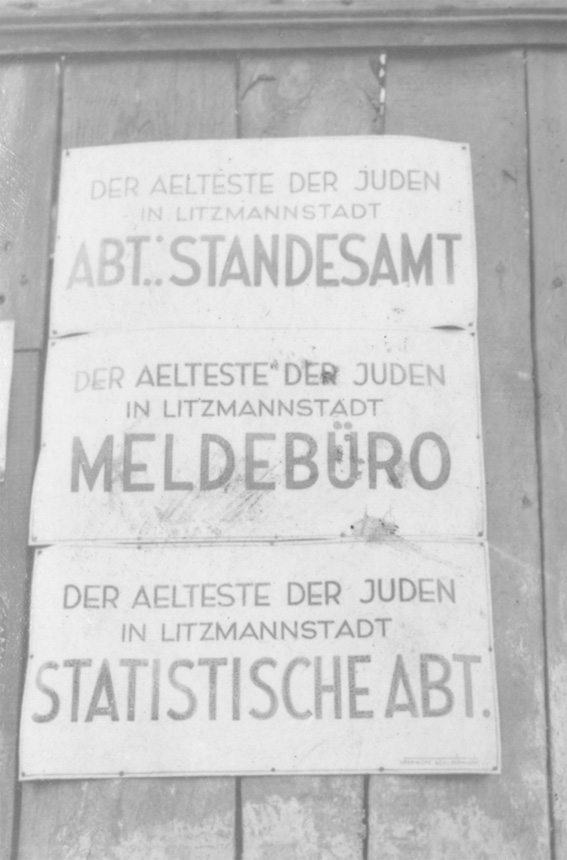 DER AELTESTE DER JUDEN
IN LITZMANNSTADT
ABT.: STANDESAMT
DER AELTESTE DER JUDEN
IN LITZMANNSTADT
MELDEBÜRO
DER AELTESTE DER JUDEN
IN LITZMANNSTADT
STATISTISCHE ABT.